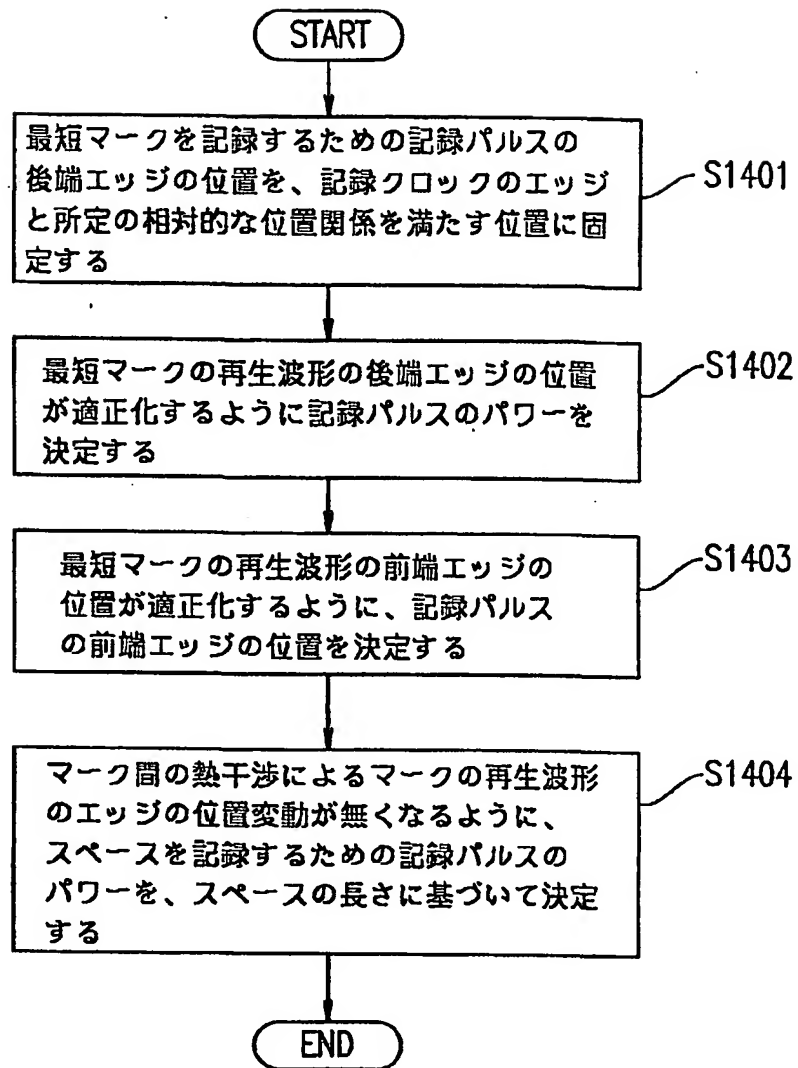 START
最短マークを記録するための記録パルスの
後端エッジの位置を、記録クロックのエッジ
と所定の相対的な位置関係を満たす位置に固
定する
S1401
最短マークの再生波形の後端エッジの位置
が適正化するように記録パルスのパワーを
決定する
S1402
最短マークの再生波形の前端エッジの
位置が適正化するように、記録パルス
の前端エッジの位置を決定する
S1403
マーク間の熱干渉によるマークの再生波形
のエッジの位置変動が無くなるように、
スペースを記録するための記録パルスの
パワーを、スペースの長さに基づいて決定
する
S1404
END